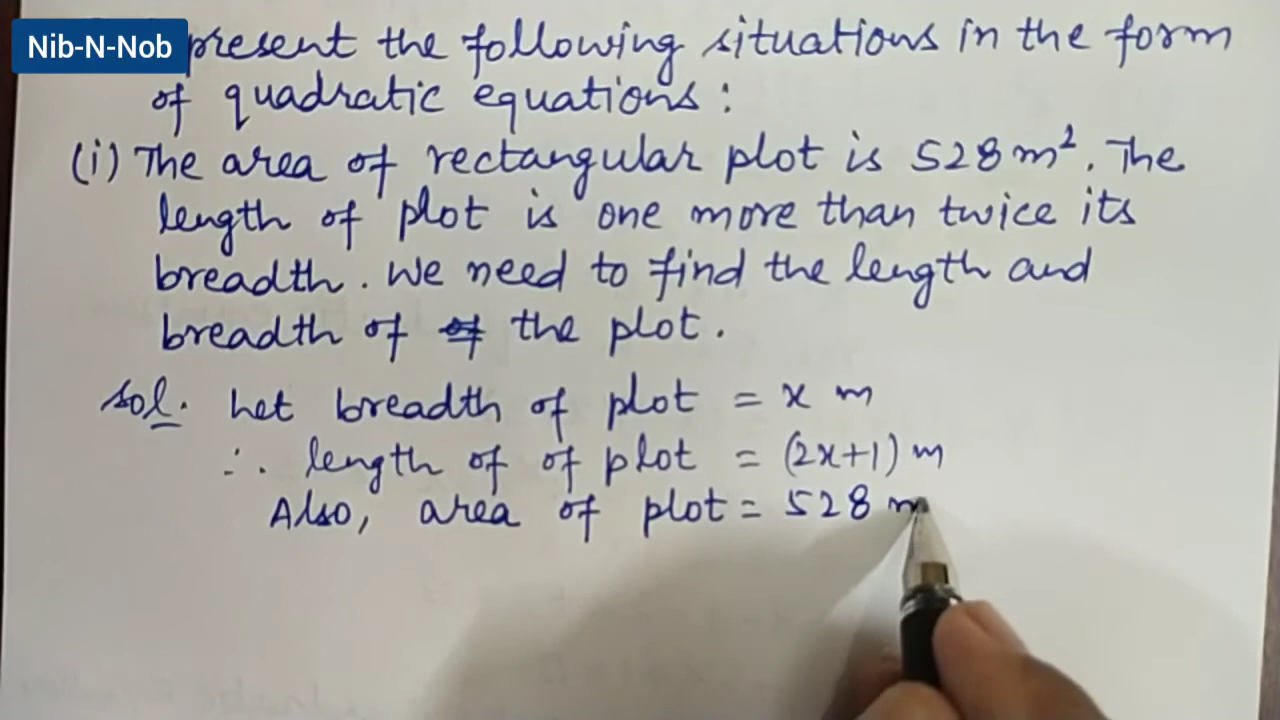 Nib-N-Nob
present the following situations in the form
of quadratic equations :
(i) The area of rectangular plot is 528 m². The
length of plot is one more than twice its
breadth. We need to find the length and
breadth of of the plot.
Sol. Let breadth of plot = x m
∴ length of of plot = (2x+1) m
Also, area of plot = 528 m